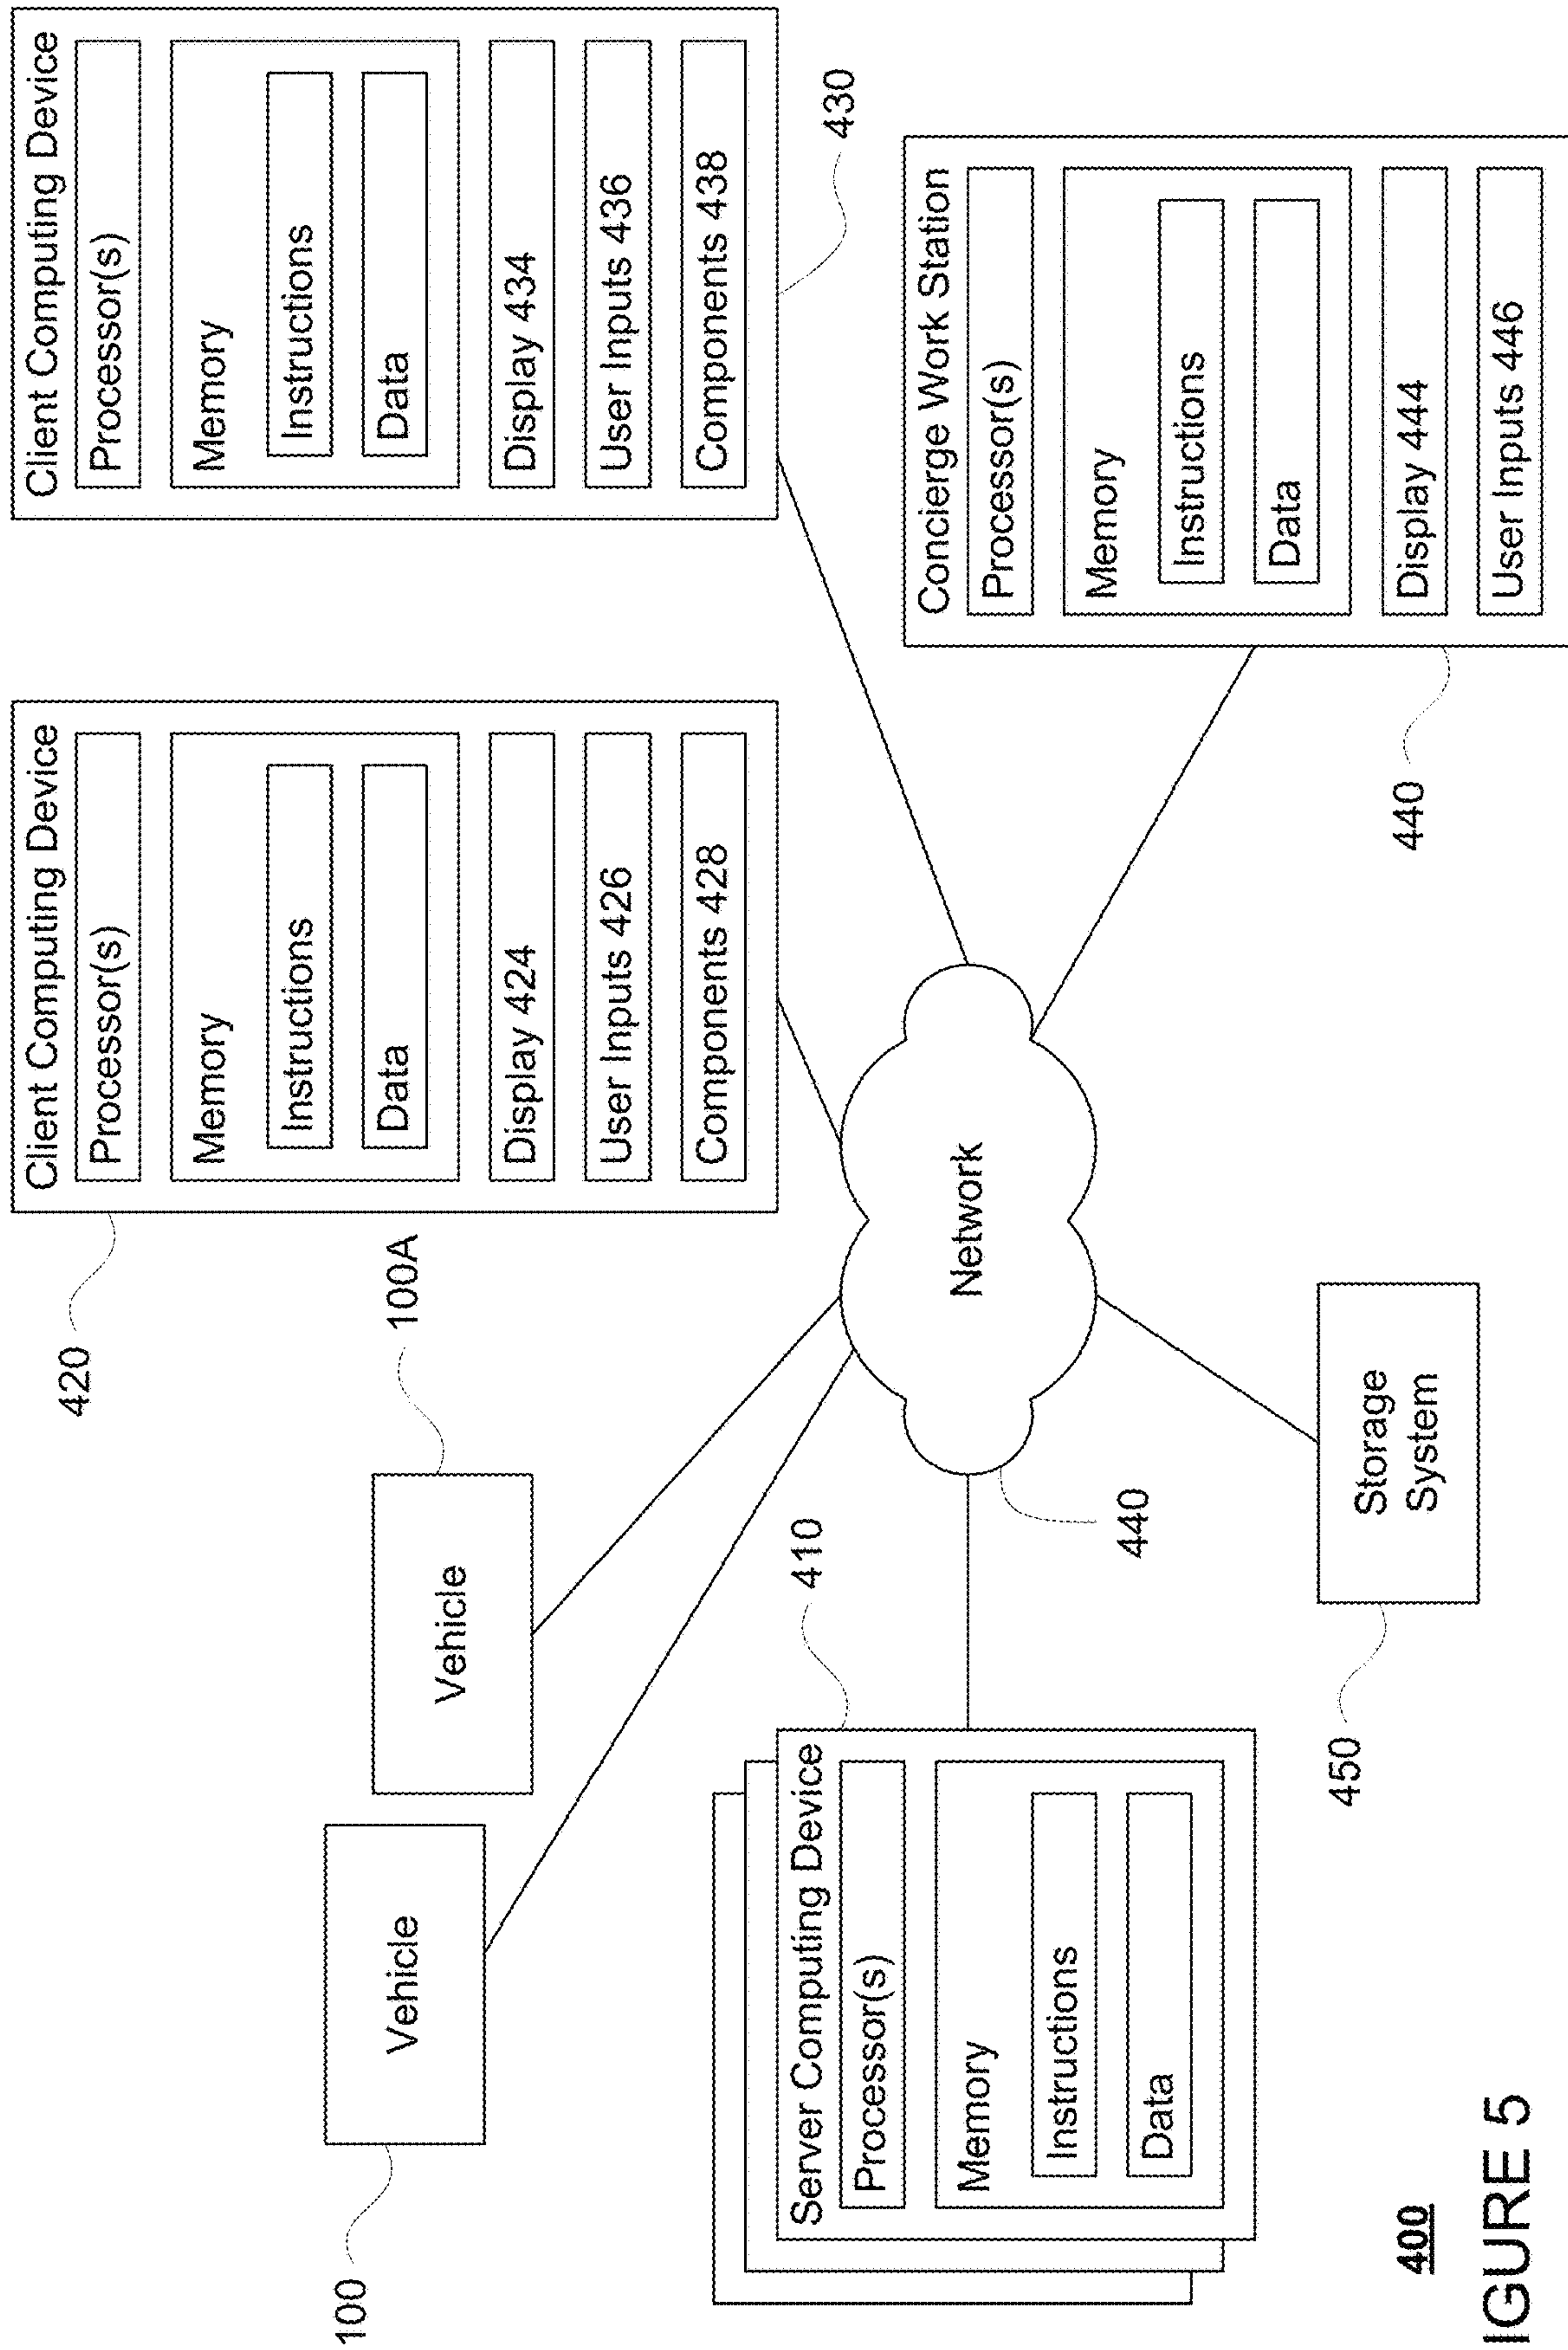 Client Computing Device
Processor(s)
Memory
Instructions
Data
Display 424
User Inputs 426
Components 428
420
Client Computing Device
Processor(s)
Memory
Instructions
Data
Display 434
User Inputs 436
Components 438
430
Vehicle
100
Vehicle
100A
Server Computing Device
Processor(s)
Memory
Instructions
Data
410
Network
440
Concierge Work Station
Processor(s)
Memory
Instructions
Data
Display 444
User Inputs 446
440
Storage
System
450
400
IGURE 5